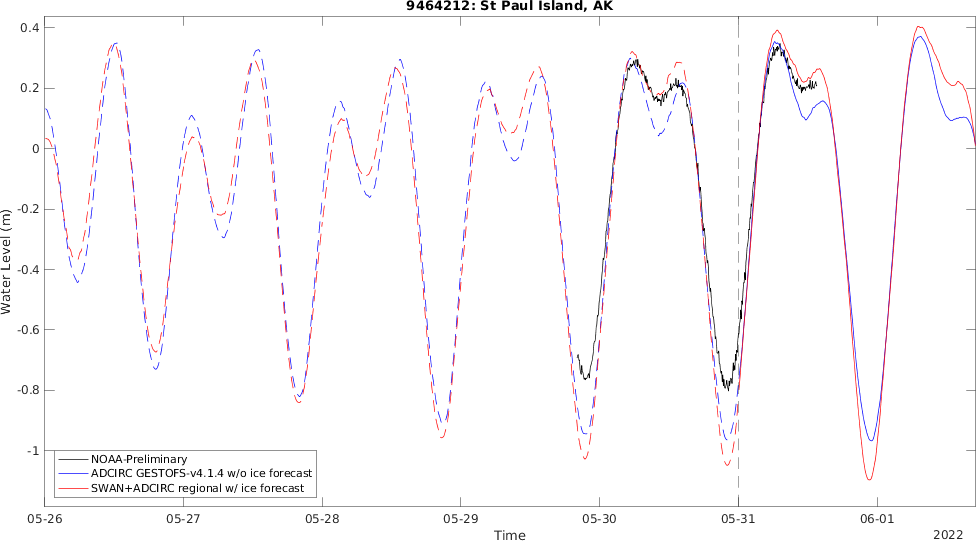 9464212: St Paul Island, AK
0.4
0.2
0
-0.2
-0.4
-0.6
-0.8
-1
Water Level (m)
NOAA-Preliminary
ADCIRC GESTOFS-v4.1.4 w/o ice forecast
SWAN+ADCIRC regional w/ ice forecast
05-26 05-27 05-28 05-29 05-30 05-31 06-01
Time
2022